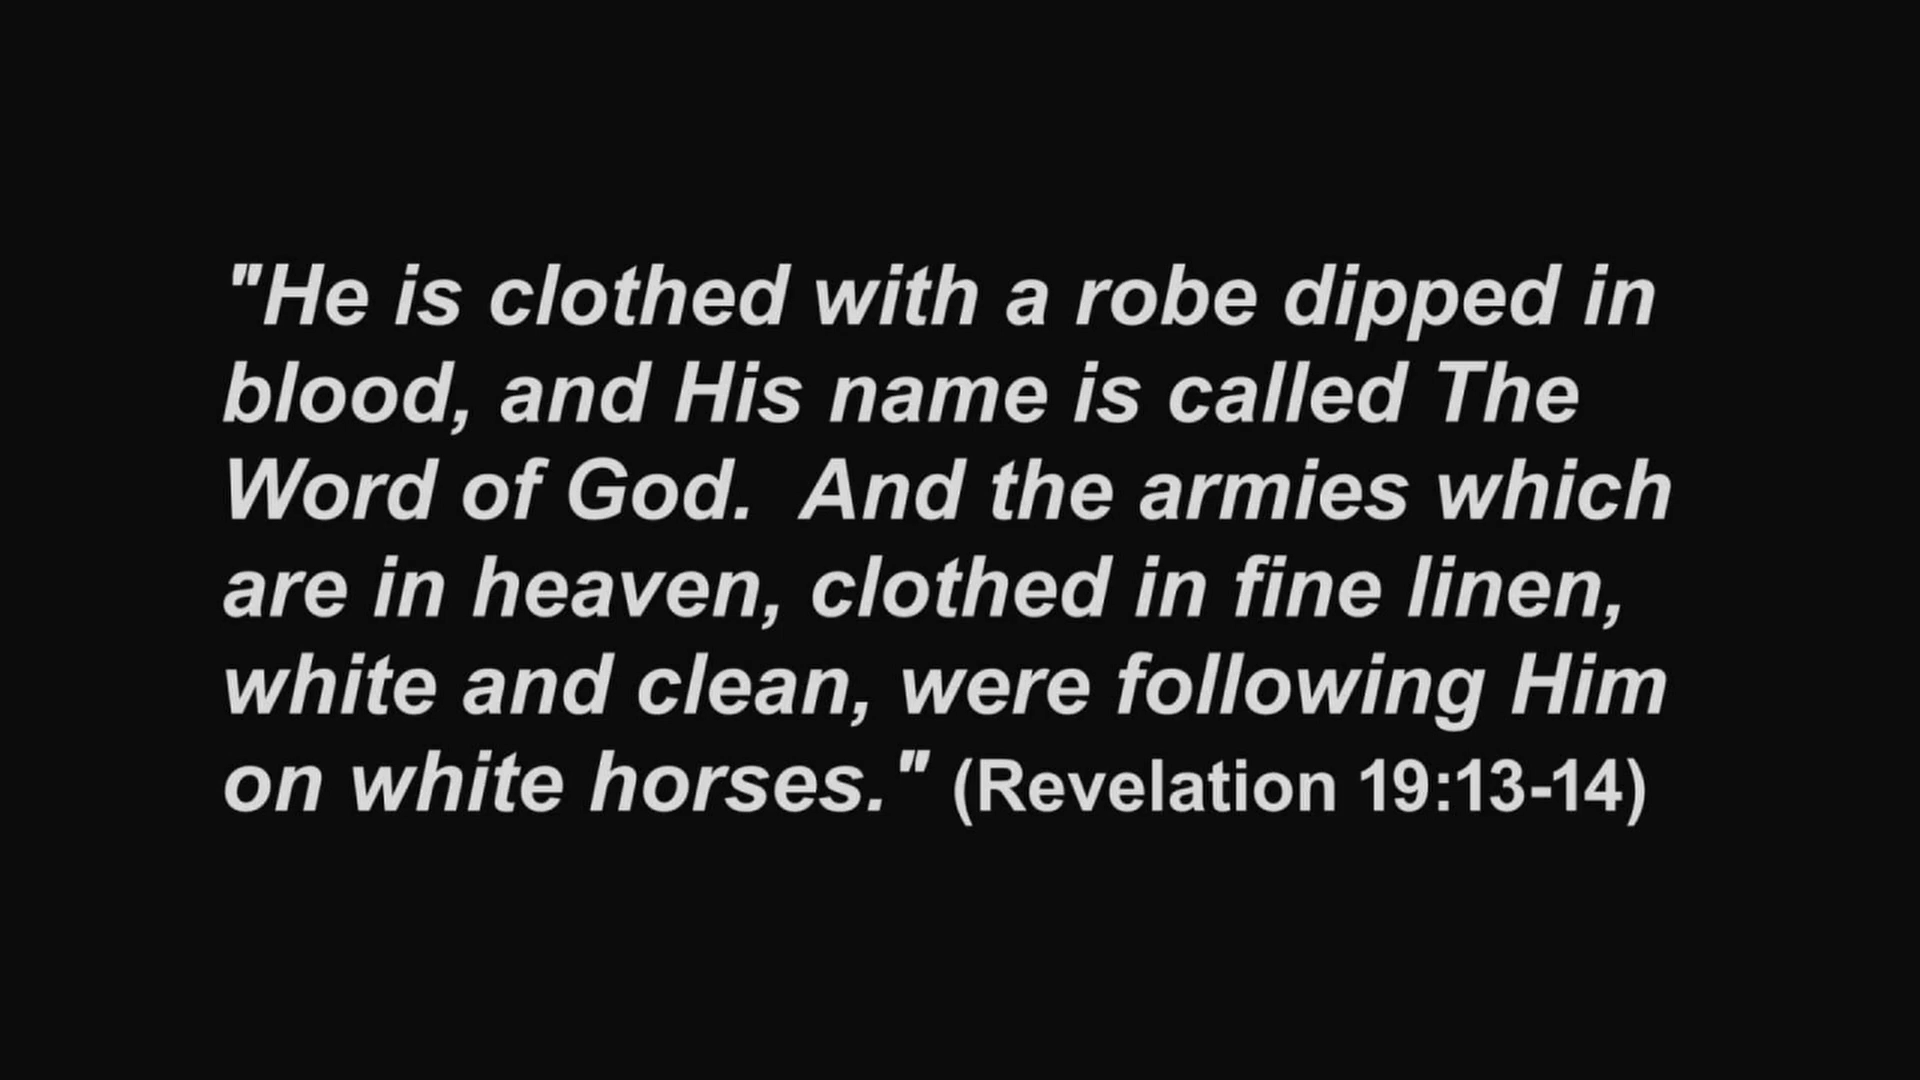 "He is clothed with a robe dipped in
blood, and His name is called The
Word of God.  And the armies which
are in heaven, clothed in fine linen,
white and clean, were following Him
on white horses." (Revelation 19:13-14)